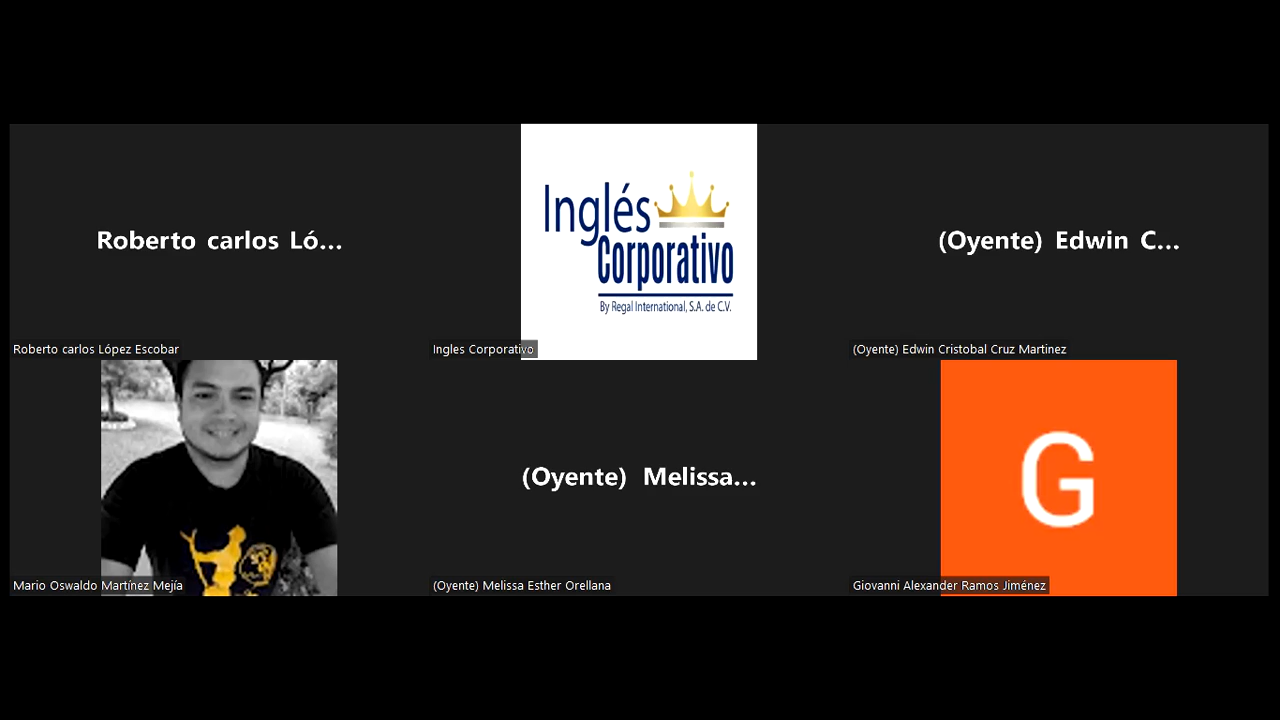 Roberto carlos Ló...
Inglés
Corporativo
By Regal International, S.A. de C.V.
(Oyente) Edwin C...
Roberto carlos López Escobar
Ingles Corporativo
(Oyente) Edwin Cristobal Cruz Martinez
(Oyente) Melissa...
G
Mario Oswaldo Martínez Mejía
(Oyente) Melissa Esther Orellana
Giovanni Alexander Ramos Jiménez